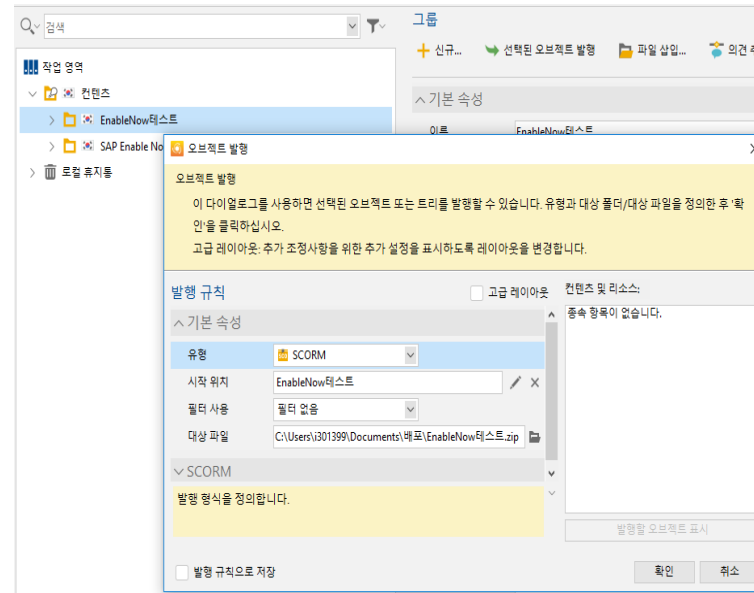 검색
그룹
신규...
선택된 오브젝트 발행
파일 삽입...
의견
작업 영역
컨텐츠
기본 속성
EnableNow테스트
이름
EnableNow테스트
SAP Enable No
로컬 휴지통
오브젝트 발행
오브젝트 발행
이 다이얼로그를 사용하면 선택된 오브젝트 또는 트리를 발행할 수 있습니다. 유형과 대상 폴더/대상 파일을 정의한 후 '확
인'을 클릭하십시오.
고급 레이아웃: 추가 조정사항을 위한 추가 설정을 표시하도록 레이아웃을 변경합니다.
발행 규칙
고급 레이아웃
컨텐츠 및 리소스:
기본 속성
종속 항목이 없습니다.
유형
SCORM
시작 위치
EnableNow테스트
필터 사용
필터 없음
대상 파일
C:\Users\i301399\Documents\배포\EnableNow테스트.zip
SCORM
발행 형식을 정의합니다.
발행할 오브젝트 표시
발행 규칙으로 저장
확인
취소